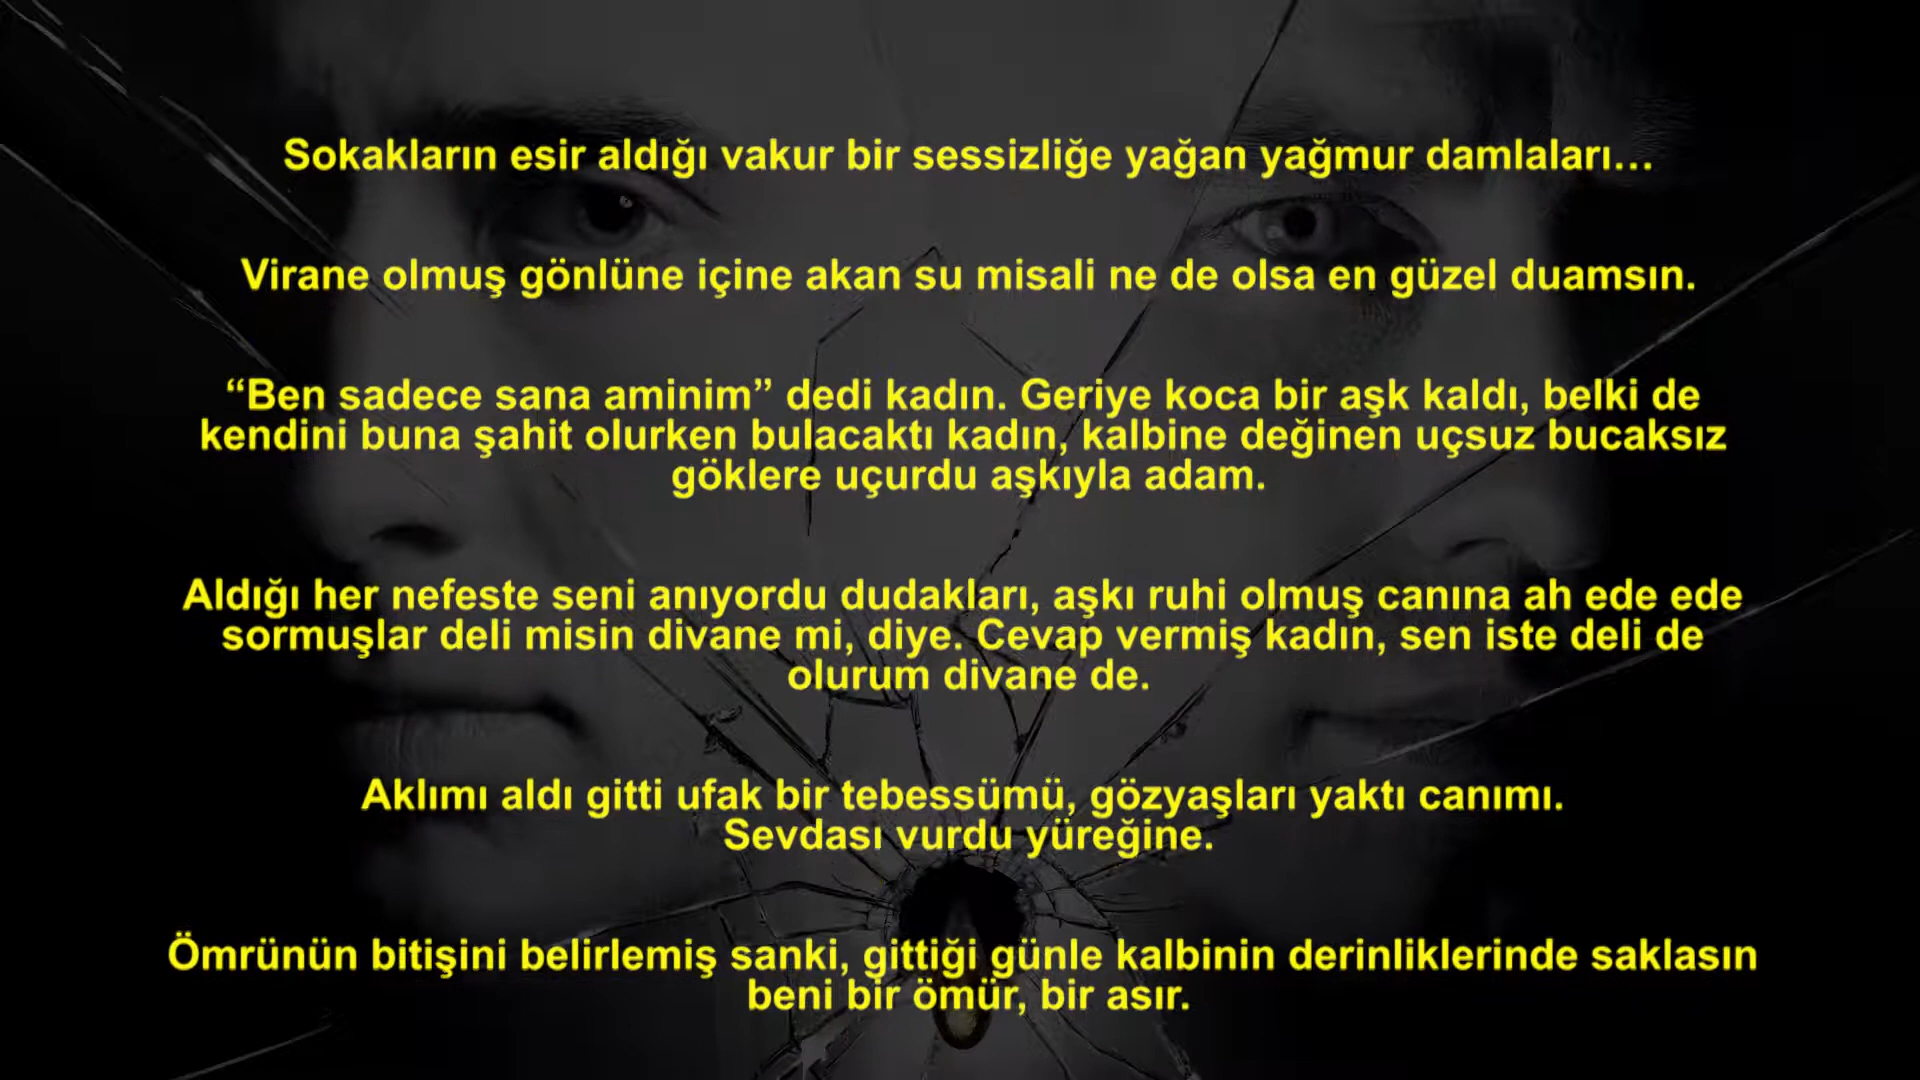 Sokakların esir aldığı vakur bir sessizliğe yağan yağmur damlaları…
Virane olmuş gönlüne içine akan su misali ne de olsa en güzel duamsın.
“Ben sadece sana aminim” dedi kadın. Geriye koca bir aşk kaldı, belki de
kendini buna şahit olurken bulacaktı kadın, kalbine değinen uçsuz bucaksız
göklere uçurdu aşkıyla adam.
Aldığı her nefeste seni anıyordu dudakları, aşkı ruhi olmuş canına ah ede ede
sormuşlar deli misin divane mi, diye. Cevap vermiş kadın, sen iste deli de
olurum divane de.
Aklımı aldı gitti ufak bir tebessümü, gözyaşları yaktı canımı.
Sevdası vurdu yüreğine.
Ömrünün bitişini belirlemiş sanki, gittiği günle kalbinin derinliklerinde saklasın
beni bir ömür, bir asır.